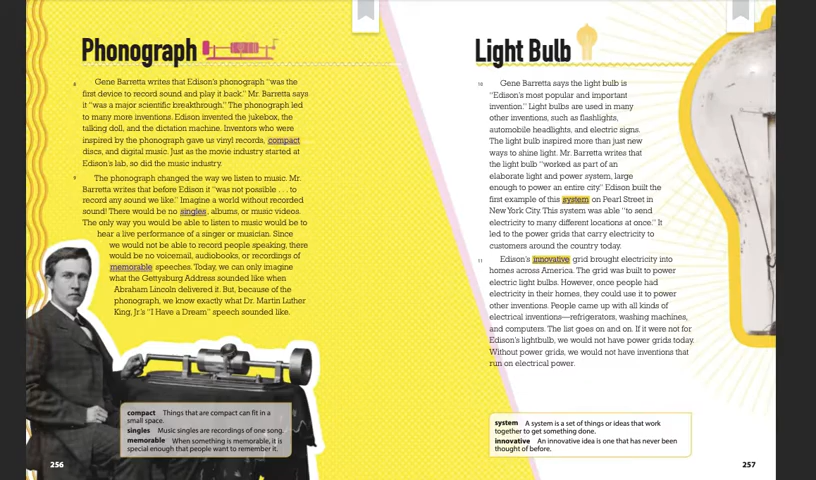 Phonograph
8 Gene Barretta writes that Edison's phonograph "was the
first device to record sound and play it back." Mr. Barretta says
it "was a major scientific breakthrough." The phonograph led
to many more inventions. Edison invented the jukebox, the
talking doll, and the dictation machine. Inventors who were
inspired by the phonograph gave us vinyl records, compact
discs, and digital music. Just as the movie industry started at
Edison's lab, so did the music industry.
9 The phonograph changed the way we listen to music. Mr.
Barretta writes that before Edison it "was not possible . . . to
record any sound we like." Imagine a world without recorded
sound! There would be no singles, albums, or music videos.
The only way you would be able to listen to music would be to
hear a live performance of a singer or musician. Since
we would not be able to record people speaking, there
would be no voicemail, audiobooks, or recordings of
memorable speeches. Today, we can only imagine
what the Gettysburg Address sounded like when
Abraham Lincoln delivered it. But, because of the
phonograph, we know exactly what Dr. Martin Luther
King, Jr.'s "I Have a Dream" speech sounded like.
compact Things that are compact can fit in a
small space.
singles Music singles are recordings of one song.
memorable When something is memorable, it is
special enough that people want to remember it.
256
Light Bulb
10 Gene Barretta says the light bulb is
"Edison's most popular and important
invention." Light bulbs are used in many
other inventions, such as flashlights,
automobile headlights, and electric signs.
The light bulb inspired more than just new
ways to shine light. Mr. Barretta writes that
the light bulb "worked as part of an
elaborate light and power system, large
enough to power an entire city." Edison built the
first example of this system on Pearl Street in
New York City. This system was able "to send
electricity to many different locations at once." It
led to the power grids that carry electricity to
customers around the country today.
11 Edison's innovative grid brought electricity into
homes across America. The grid was built to power
electric light bulbs. However, once people had
electricity in their homes, they could use it to power
other inventions. People came up with all kinds of
electrical inventions—refrigerators, washing machines,
and computers. The list goes on and on. If it were not for
Edison's lightbulb, we would not have power grids today.
Without power grids, we would not have inventions that
run on electrical power.
system A system is a set of things or ideas that work
together to get something done.
innovative An innovative idea is one that has never been
thought of before.
257